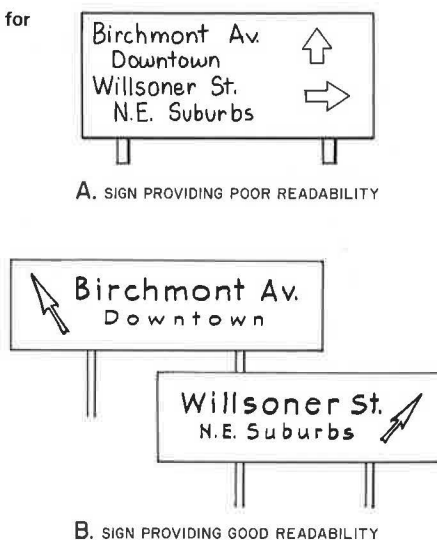 for
Birchmont Av.
Downtown
Willsoner St.
N.E. Suburbs
A. SIGN PROVIDING POOR READABILITY
Birchmont Av.
Downtown
Willsoner St.
N.E. Suburbs
B. SIGN PROVIDING GOOD READABILITY